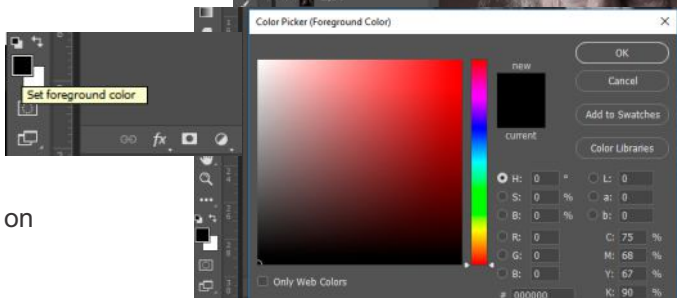 Color Picker (Foreground Color)
Set foreground color
fx
on
new
current
OK
Cancel
Add to Swatches
Color Libraries
H: 0 °
L: 0
S: 0 %
a: 0
B: 0 %
b: 0
R: 0
C: 75 %
G: 0
M: 68 %
B: 0
Y: 67 %
# 000000
K: 90 %
Only Web Colors